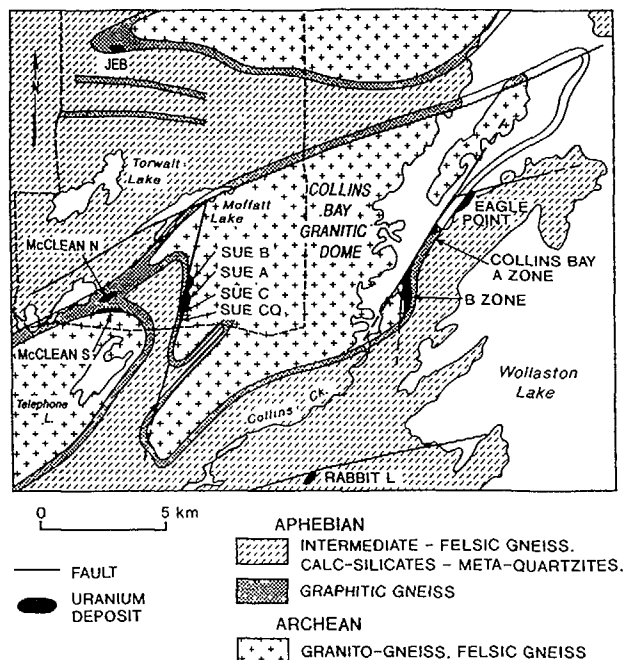 JEB
Torwalt
Lake
Moffatt
Lake
COLLINS
BAY
GRANITIC
DOME
EAGLE
POINT
McCLEAN N
SUE B
SUE A
SUE C
SUE CQ
COLLINS BAY
A ZONE
B ZONE
McCLEAN S
Telephone
L.
Collins Ck.
Wollaston
Lake
RABBIT L
0 5 km
FAULT
URANIUM
DEPOSIT
APHEBIAN
INTERMEDIATE - FELSIC GNEISS.
CALC-SILICATES - META-QUARTZITES.
GRAPHITIC GNEISS
ARCHEAN
GRANITO-GNEISS, FELSIC GNEISS